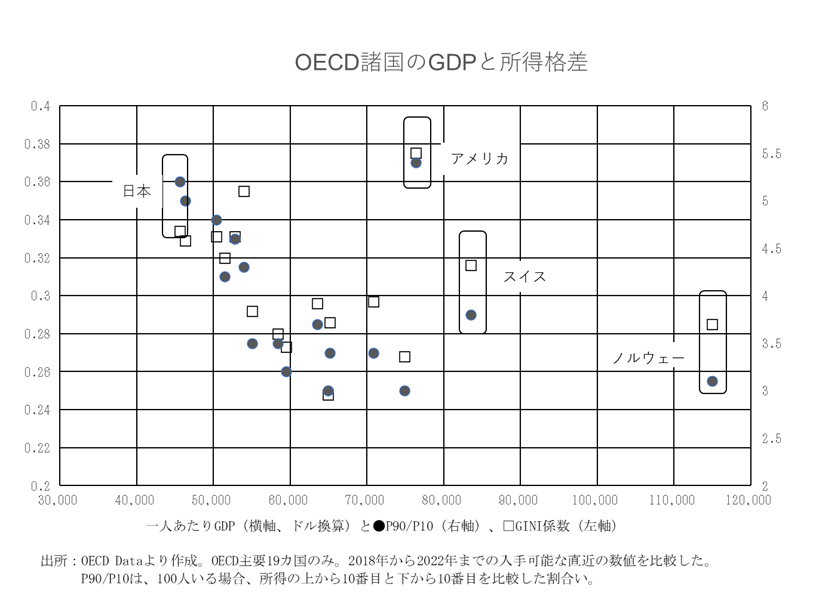 OECD諸国のGDPと所得格差
0.4
0.38
0.36
0.34
0.32
0.3
0.28
0.26
0.24
0.22
0.2
6
5.5
5
4.5
4
3.5
3
2.5
2
日本
アメリカ
スイス
ノルウェー
30,000 40,000 50,000 60,000 70,000 80,000 90,000 100,000 110,000 120,000
一人あたりGDP（横軸、ドル換算）と●P90/P10（右軸）、□GINI係数（左軸）
出所：OECD Dataより作成。OECD主要19カ国のみ。2018年から2022年までの入手可能な直近の数値を比較した。
P90/P10は、100人いる場合、所得の上から10番目と下から10番目を比較した割合い。